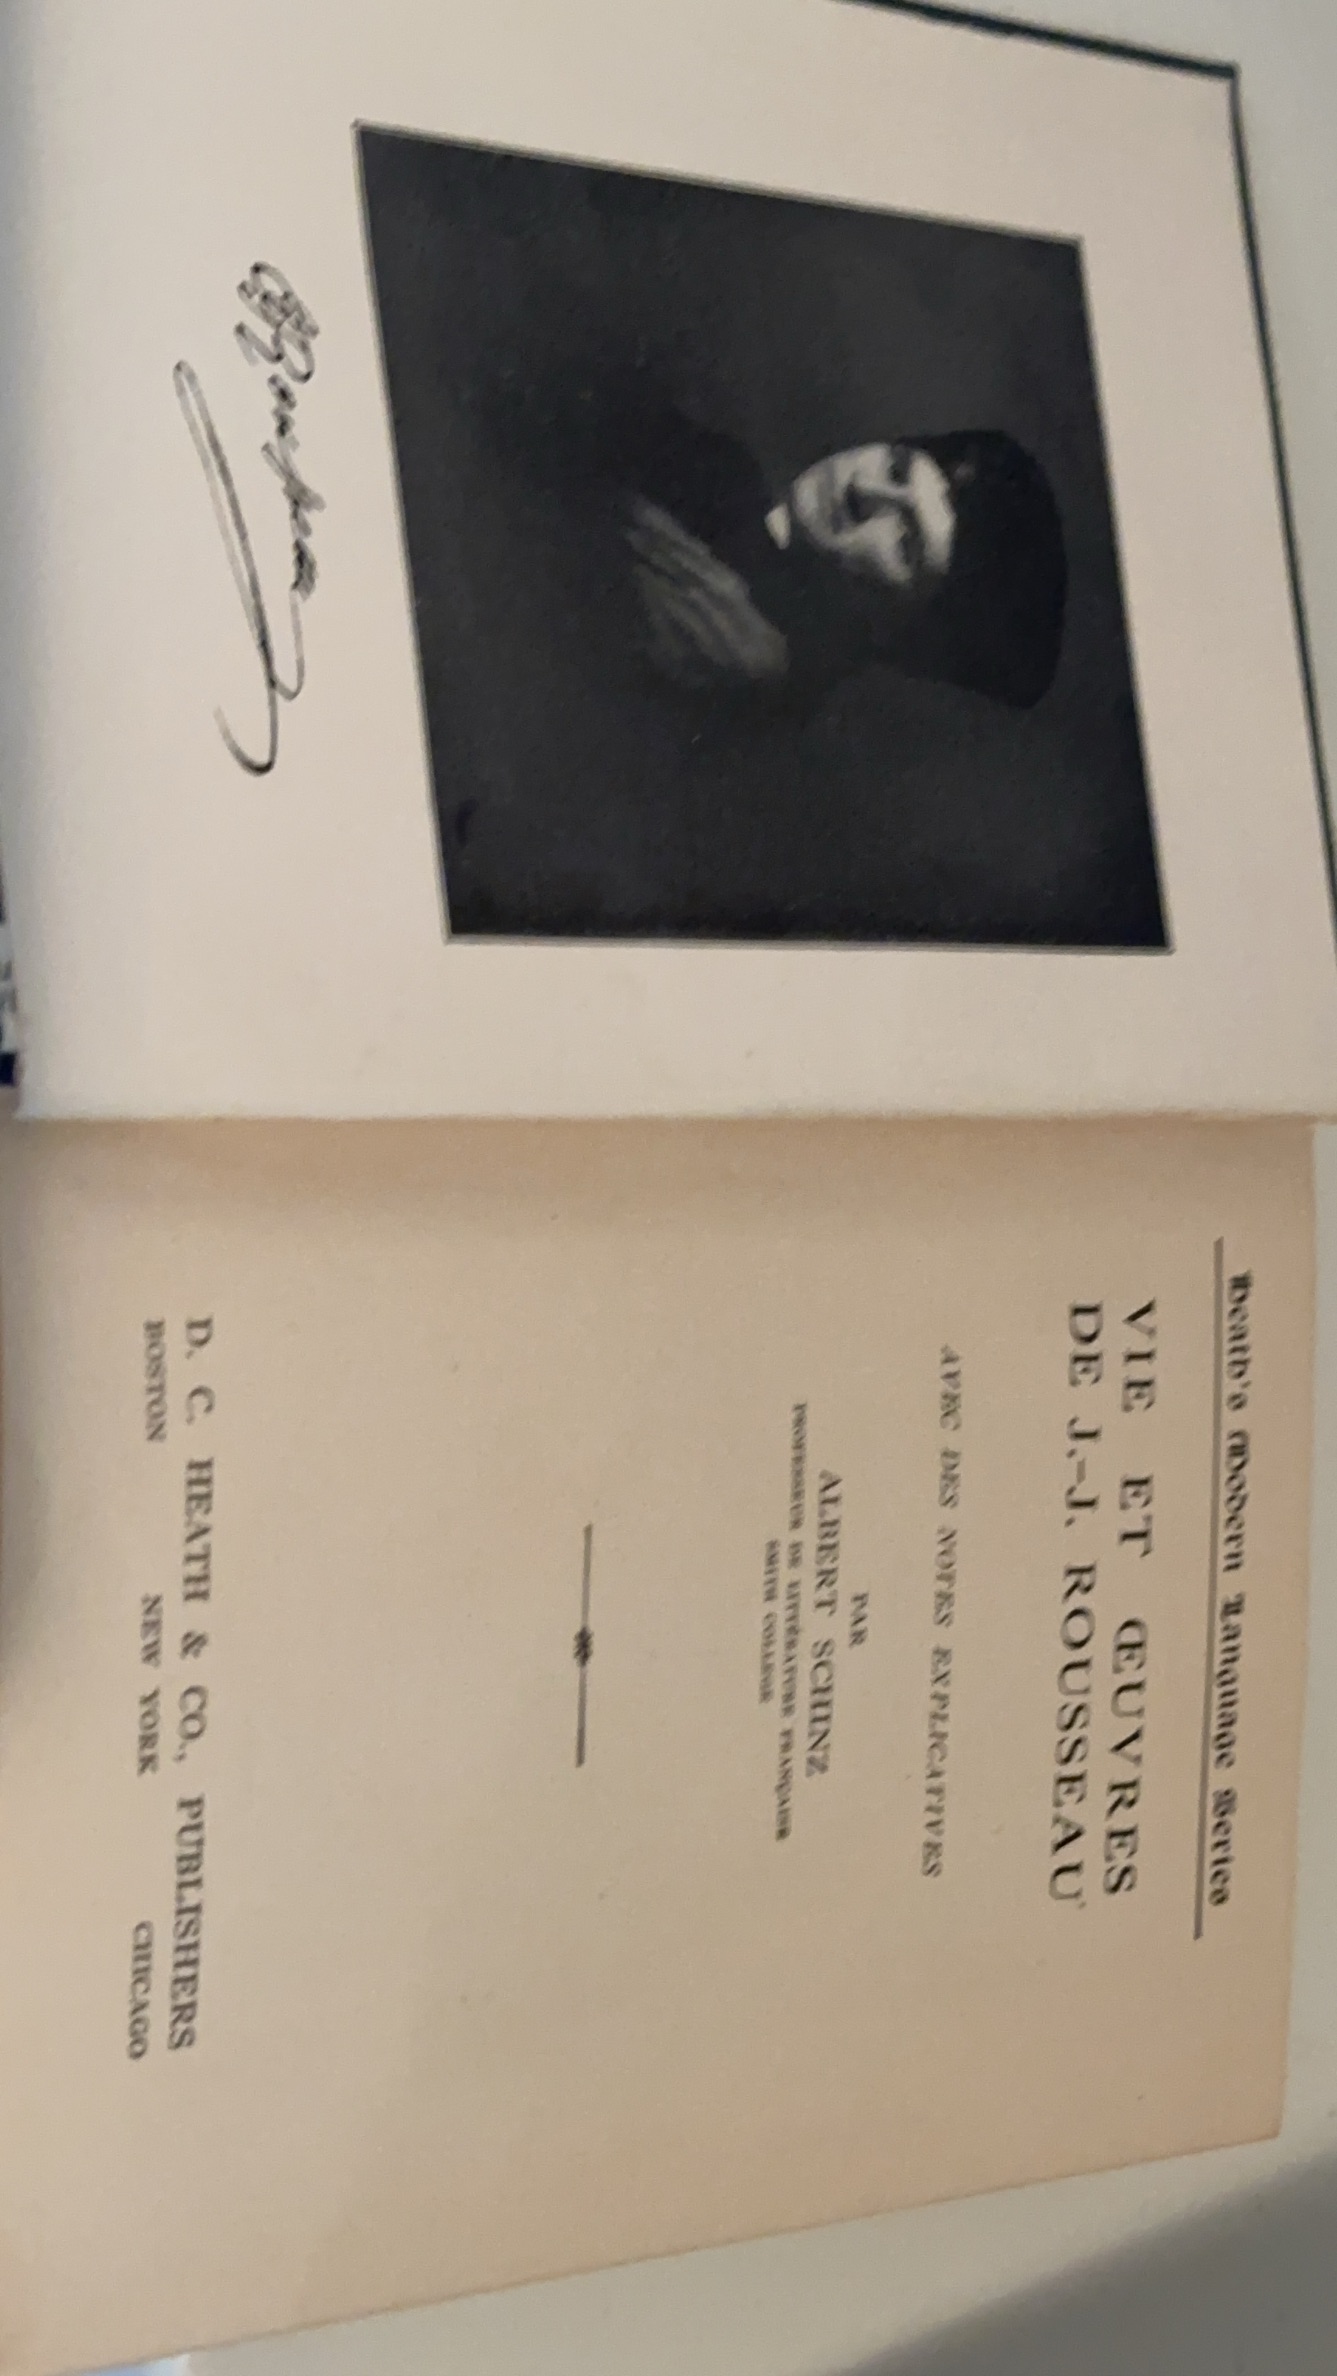 JJRousseau
Heath's Modern Language Series
VIE ET ŒUVRES
DE J.-J. ROUSSEAU
AVEC DES NOTES EXPLICATIVES
PAR
ALBERT SCHINZ
PROFESSEUR DE LITTÉRATURE FRANÇAISE
SMITH COLLEGE
D. C. HEATH & CO., PUBLISHERS
BOSTON NEW YORK CHICAGO